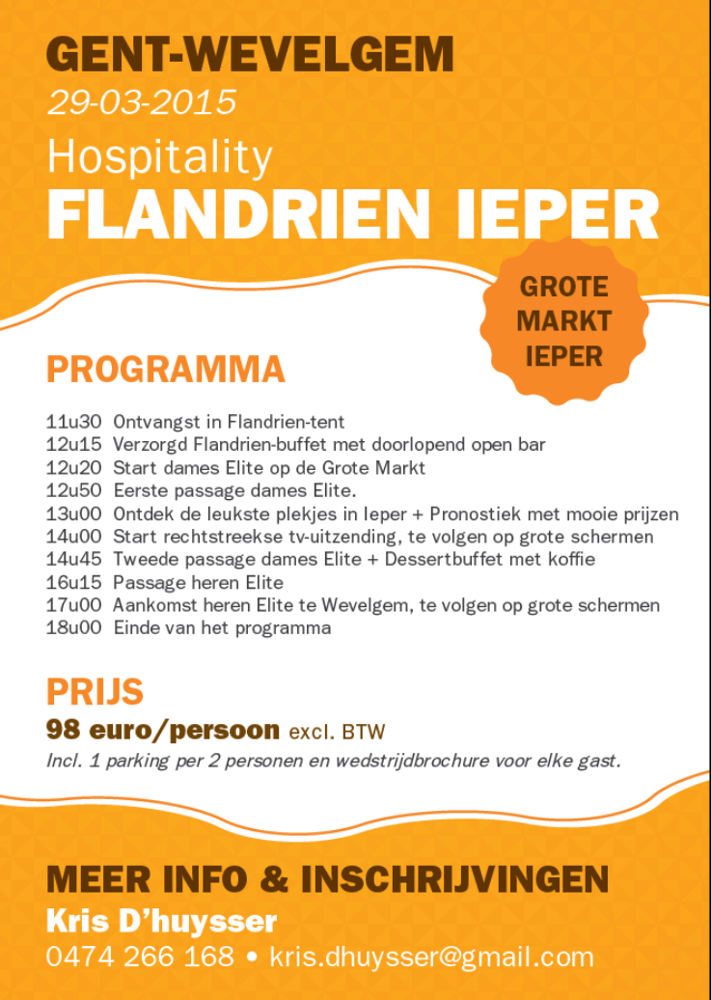 GENT-WEVELGEM
29-03-2015
Hospitality
FLANDRIEN IEPER
GROTE
MARKT
IEPER
PROGRAMMA
11u30 Ontvangst in Flandrien-tent
12u15 Verzorgd Flandrien-buffet met doorlopend open bar
12u20 Start dames Elite op de Grote Markt
12u50 Eerste passage dames Elite.
13u00 Ontdek de leukste plekjes in Ieper + Pronostiek met mooie prijzen
14u00 Start rechtstreekse tv-uitzending, te volgen op grote schermen
14u45 Tweede passage dames Elite + Dessertbuffet met koffie
16u15 Passage heren Elite
17u00 Aankomst heren Elite te Wevelgem, te volgen op grote schermen
18u00 Einde van het programma
PRIJS
98 euro/persoon excl. BTW
Incl. 1 parking per 2 personen en wedstrijdbrochure voor elke gast.
MEER INFO & INSCHRIJVINGEN
Kris D'huysser
0474 266 168 • kris.dhuysser@gmail.com